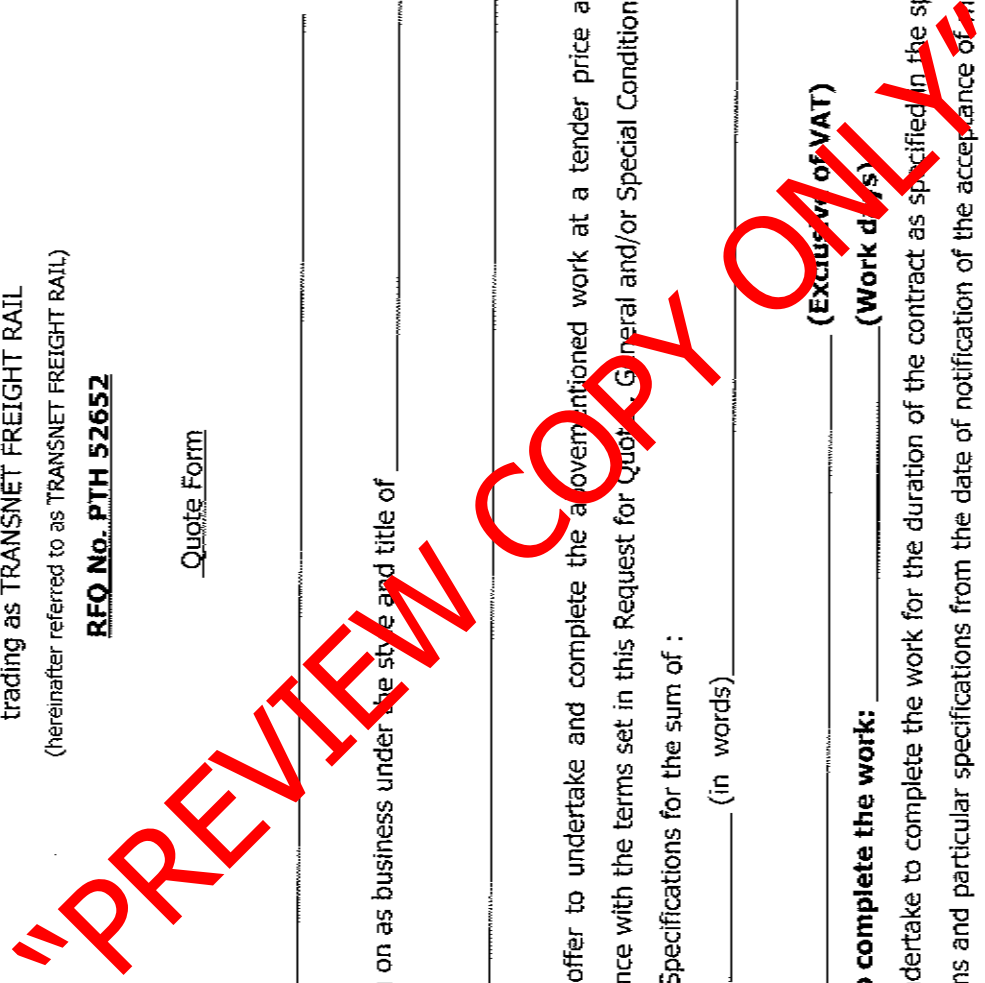 trading as TRANSNET FREIGHT RAIL
(hereinafter referred to as TRANSNET FREIGHT RAIL)
RFQ No. PTH 52652
Quote Form
on as business under the style and title of
offer to undertake and complete the abovementioned work at a tender price a
nce with the terms set in this Request for Quote, General and/or Special Condition
Specifications for the sum of :
(in words)
(Exclusive of VAT)
complete the work: (Work days)
dertake to complete the work for the duration of the contract as specified in the sp
ns and particular specifications from the date of notification of the acceptance of
"PREVIEW COPY ONLY"